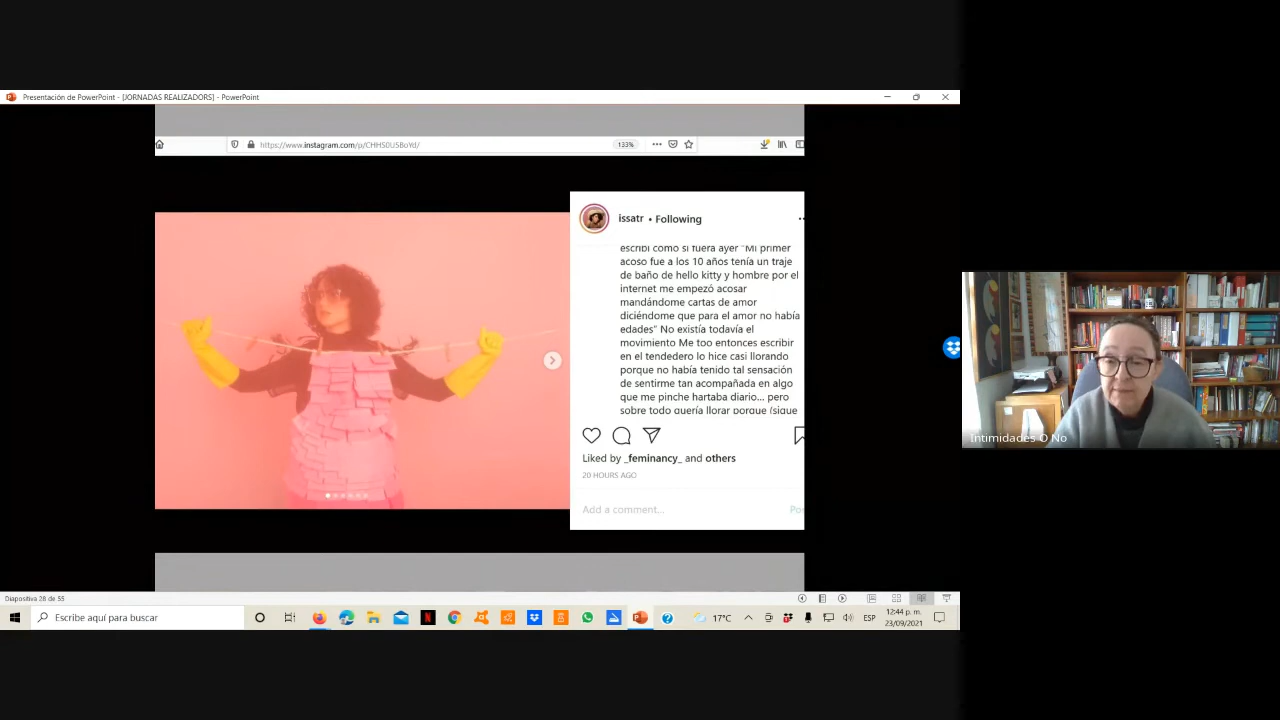 Presentación de PowerPoint - [JORNADAS REALIZADORS] - PowerPoint
https://www.instagram.com/p/CHHS0U5BoYd/
133%
issatr • Following
escribí como si fuera ayer "Mi primer
acoso fue a los 10 años tenía un traje
de baño de hello kitty y hombre por el
internet me empezó acosar
mandándome cartas de amor
diciéndome que para el amor no había
edades" No existía todavía el
movimiento Me too entonces escribir
en el tendedero lo hice casi llorando
porque no había tenido tal sensación
de sentirme tan acompañada en algo
que me pinche hartaba diario... pero
sobre todo quería llorar porque (sigue
Liked by _feminancy_ and others
20 HOURS AGO
Add a comment...
Pos
Intimidades O No
Diapositiva 28 de 55
Escribe aquí para buscar
17°C
ESP
12:44 p. m.
23/09/2021